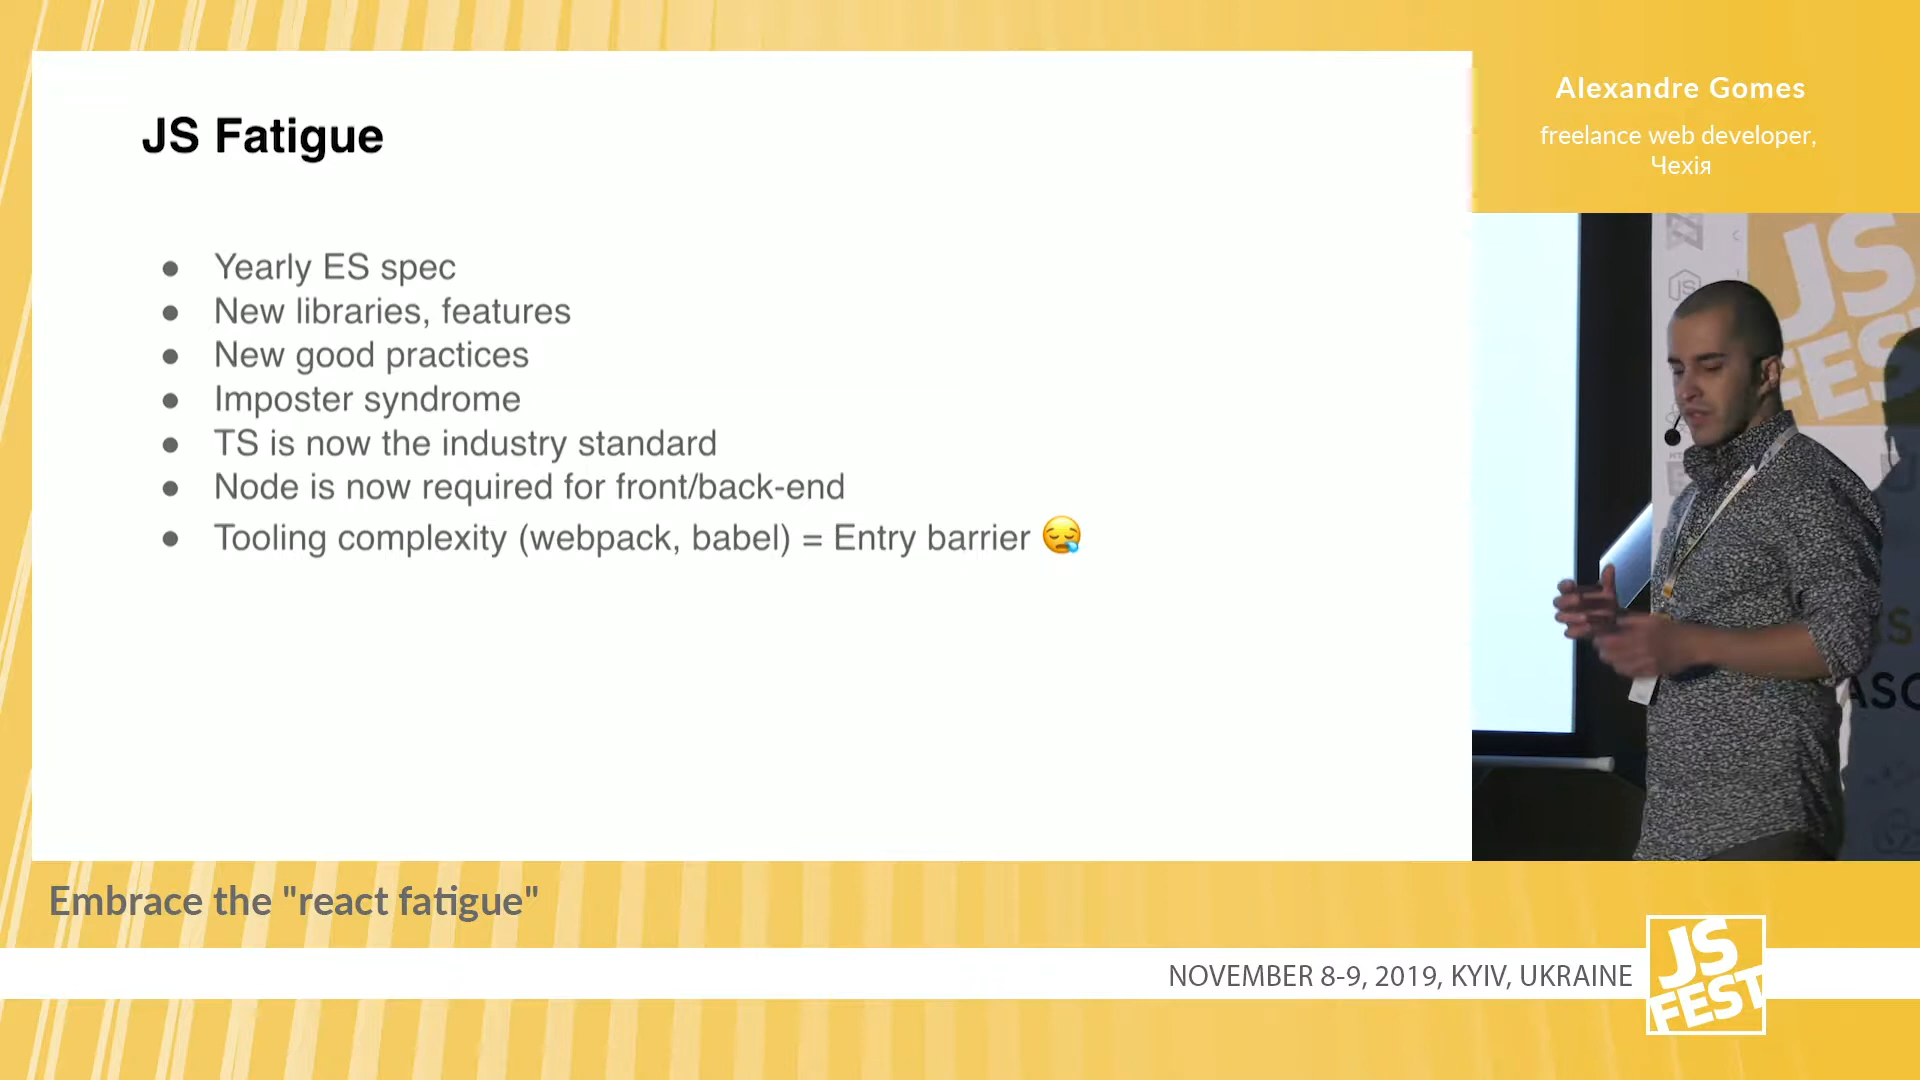 JS Fatigue
● Yearly ES spec
● New libraries, features
● New good practices
● Imposter syndrome
● TS is now the industry standard
● Node is now required for front/back-end
● Tooling complexity (webpack, babel) = Entry barrier 😪
Alexandre Gomes
freelance web developer,
Чехія
JS
FES
Embrace the "react fatigue"
NOVEMBER 8-9, 2019, KYIV, UKRAINE
JS
FEST